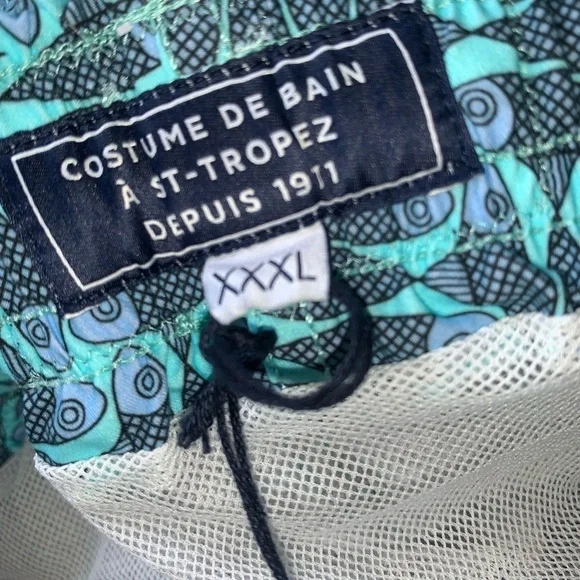 COSTUME DE BAIN
À ST-TROPEZ
DEPUIS 1911
XXXL